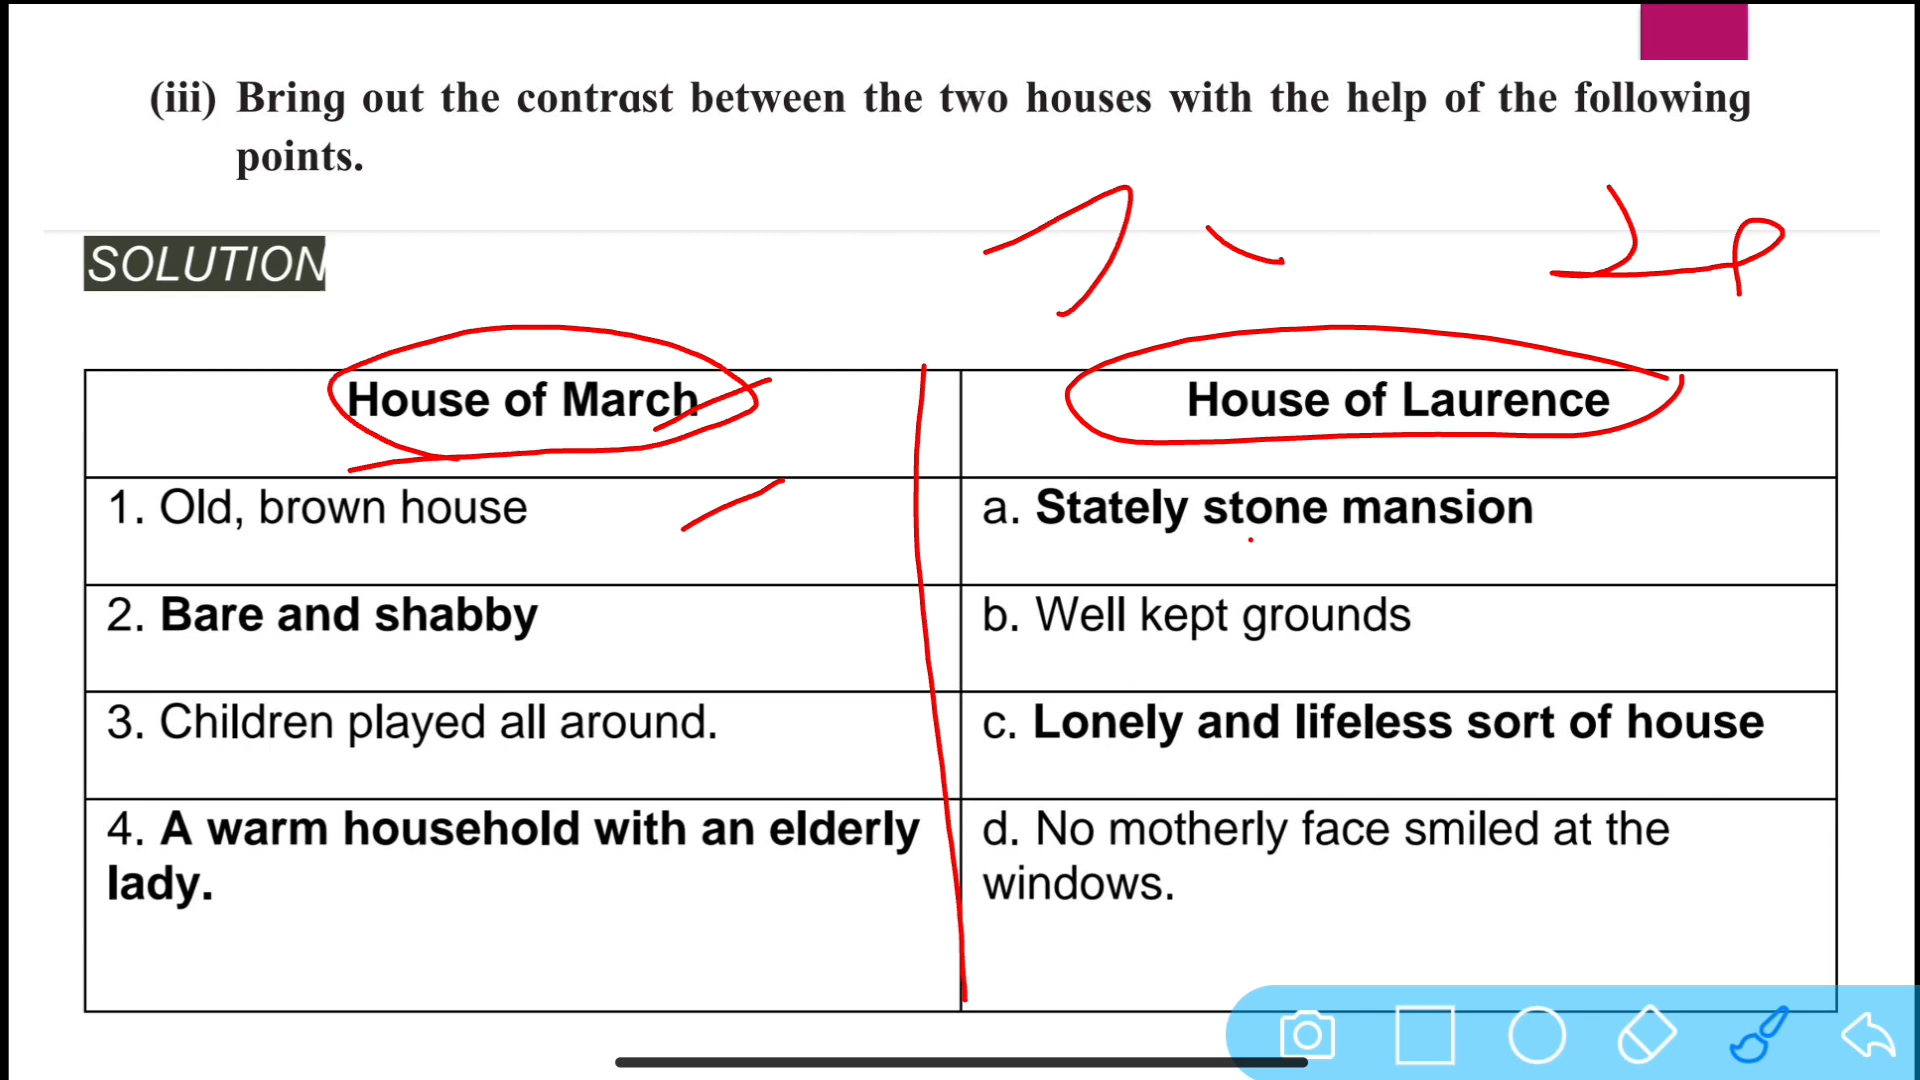 (iii) Bring out the contrast between the two houses with the help of the following
points.
SOLUTION
House of March
House of Laurence
1. Old, brown house
a. Stately stone mansion
2. Bare and shabby
b. Well kept grounds
3. Children played all around.
c. Lonely and lifeless sort of house
4. A warm household with an elderly
lady.
d. No motherly face smiled at the
windows.